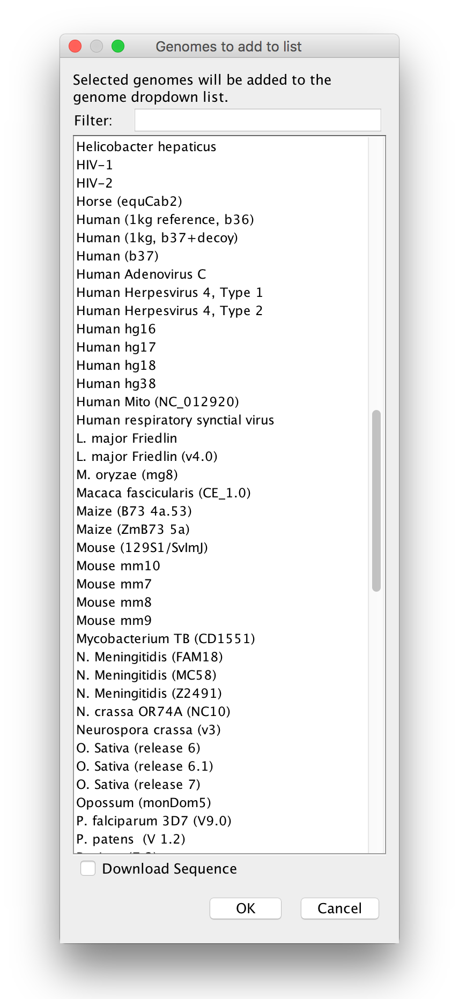 Genomes to add to list
Selected genomes will be added to the
genome dropdown list.
Filter:
Helicobacter hepaticus
HIV-1
HIV-2
Horse (equCab2)
Human (1kg reference, b36)
Human (1kg, b37+decoy)
Human (b37)
Human Adenovirus C
Human Herpesvirus 4, Type 1
Human Herpesvirus 4, Type 2
Human hg16
Human hg17
Human hg18
Human hg38
Human Mito (NC_012920)
Human respiratory synctial virus
L. major Friedlin
L. major Friedlin (v4.0)
M. oryzae (mg8)
Macaca fascicularis (CE_1.0)
Maize (B73 4a.53)
Maize (ZmB73 5a)
Mouse (129S1/SvImJ)
Mouse mm10
Mouse mm7
Mouse mm8
Mouse mm9
Mycobacterium TB (CD1551)
N. Meningitidis (FAM18)
N. Meningitidis (MC58)
N. Meningitidis (Z2491)
N. crassa OR74A (NC10)
Neurospora crassa (v3)
O. Sativa (release 6)
O. Sativa (release 6.1)
O. Sativa (release 7)
Opossum (monDom5)
P. falciparum 3D7 (V9.0)
P. patens  (V 1.2)
Download Sequence
OK
Cancel